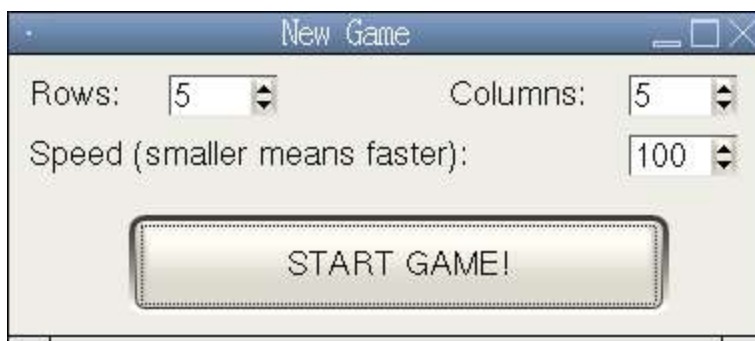 New Game
Rows: 5 Columns: 5
Speed (smaller means faster): 100
START GAME!